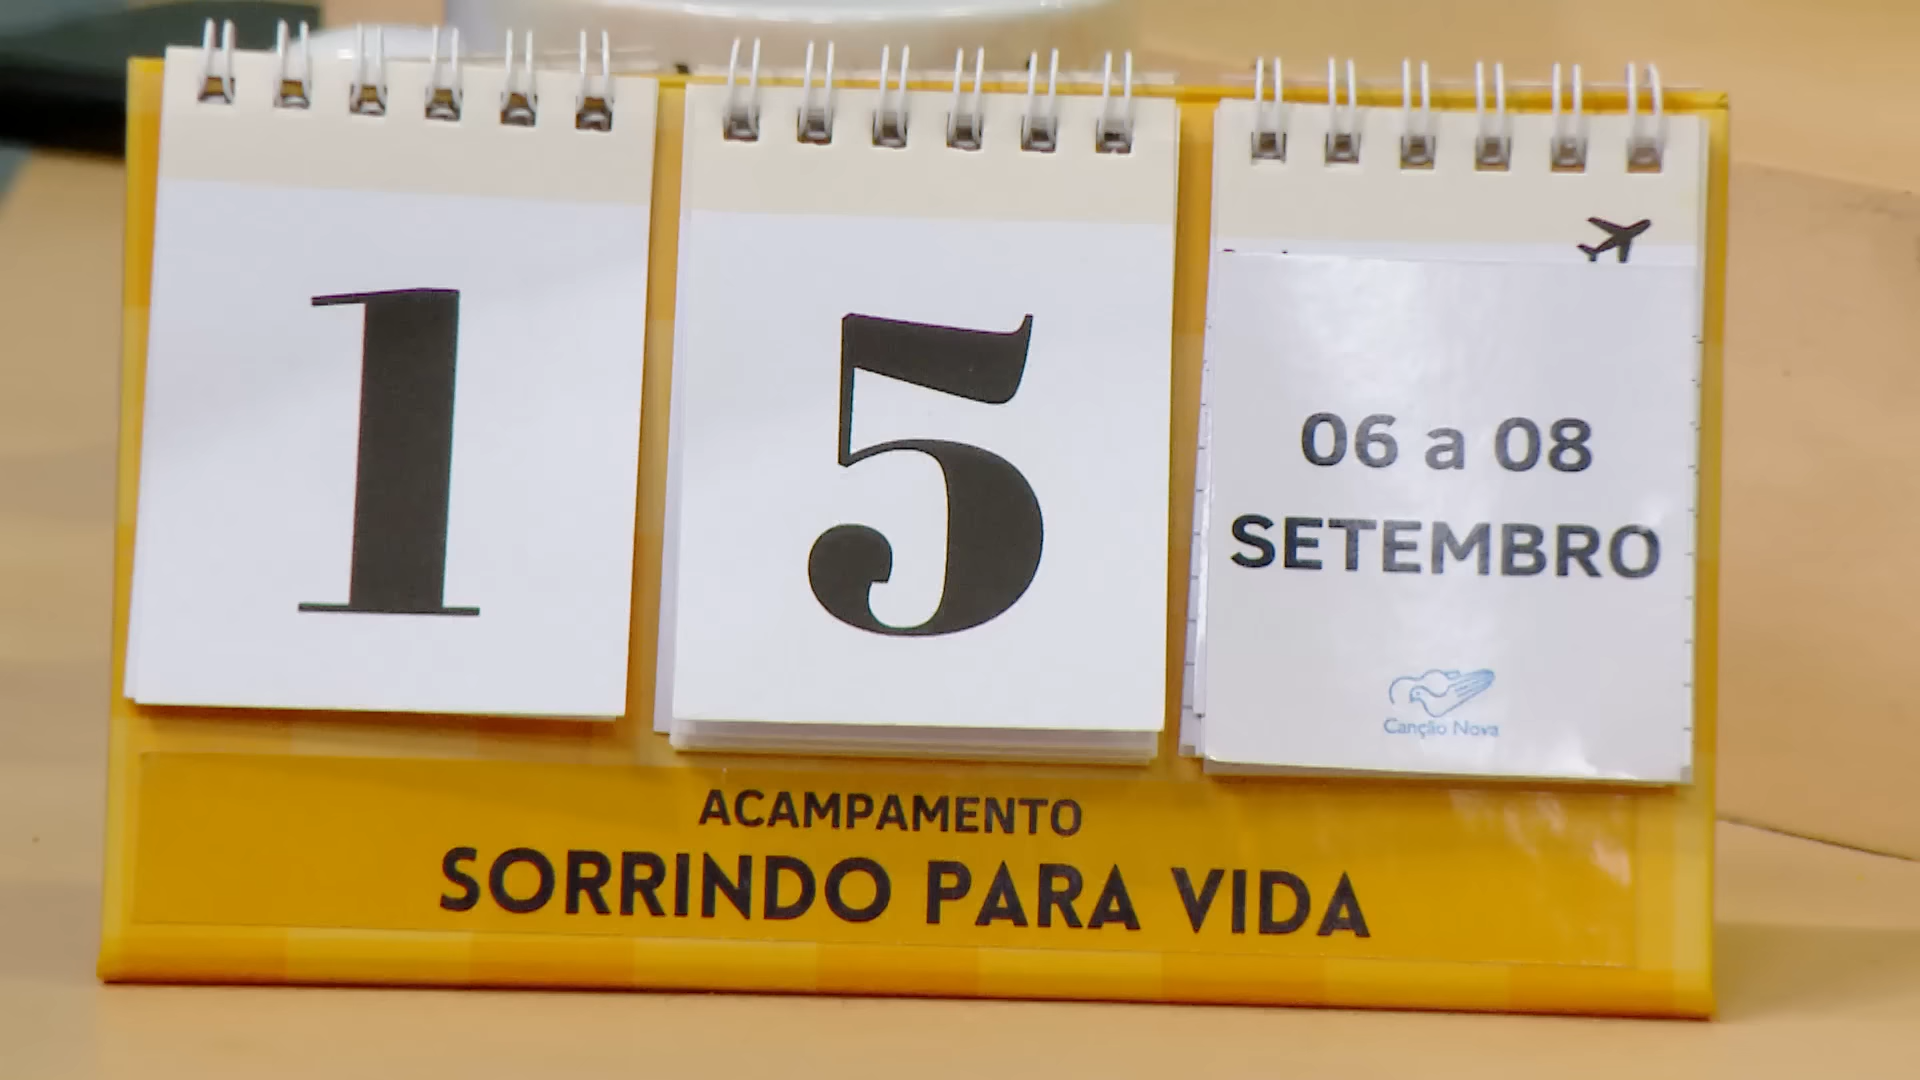 1
5
06 a 08
SETEMBRO
Canção Nova
ACAMPAMENTO
SORRINDO PARA VIDA